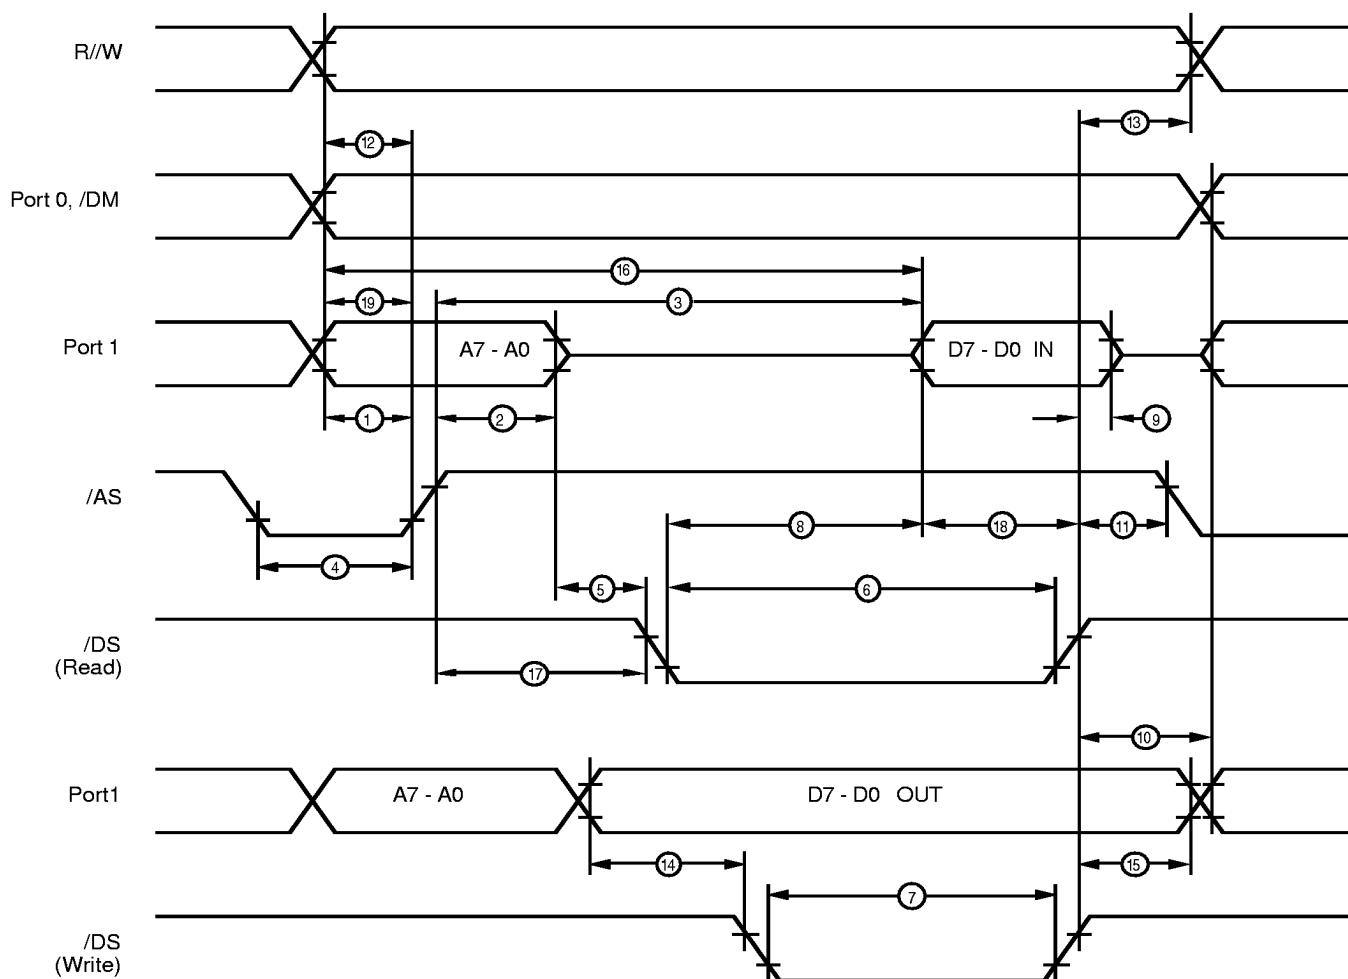 R//W
13
12
Port 0, /DM
16
19
3
Port 1
A7 - A0
D7 - D0 IN
1
2
9
/AS
8
18
11
4
5
6
/DS
(Read)
17
10
Port1
A7 - A0
D7 - D0 OUT
14
15
7
/DS
(Write)